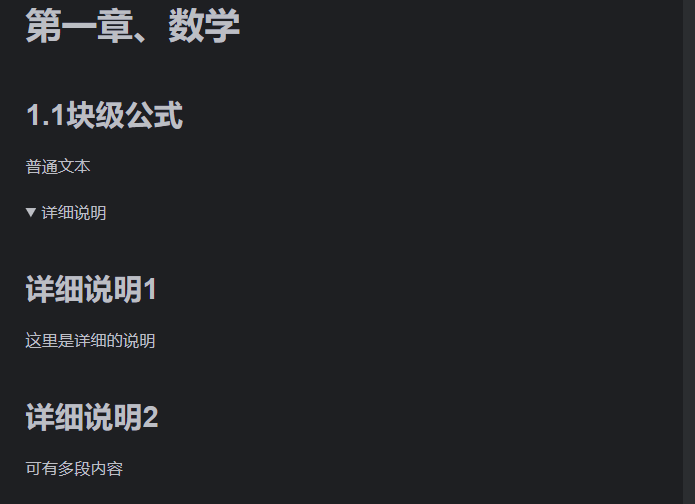 第一章、数学
1.1块级公式
普通文本
▼ 详细说明
详细说明1
这里是详细的说明
详细说明2
可有多段内容